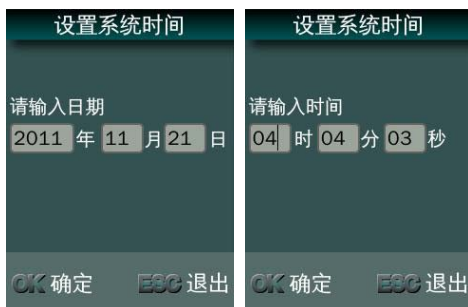 设置系统时间
请输入日期
2011 年 11 月 21 日
OK 确定 ESC 退出
设置系统时间
请输入时间
04 时 04 分 03 秒
OK 确定 ESC 退出